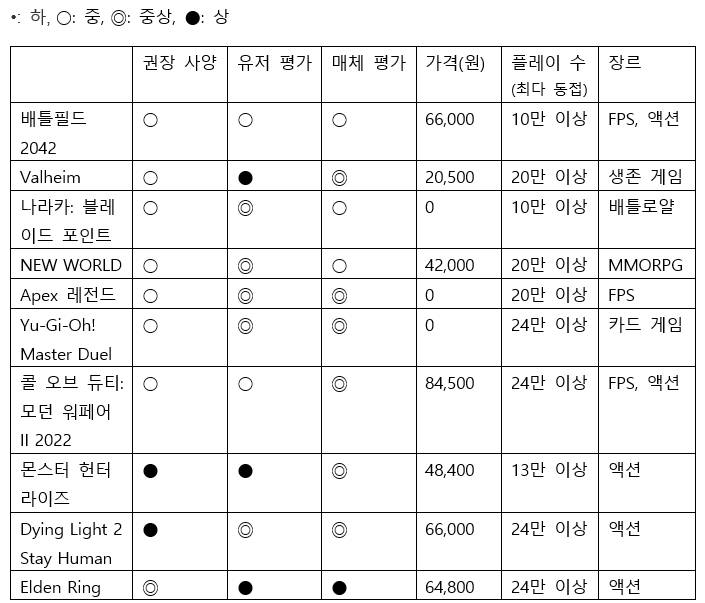 •: 하, ○: 중, ◎: 중상, ●: 상
권장 사양 유저 평가 매체 평가 가격(원) 플레이 수 장르
(최다 동접)
배틀필드 ○ ○ ○ 66,000 10만 이상 FPS, 액션
2042
Valheim ○ ● ◎ 20,500 20만 이상 생존 게임
나라카: 블레 ○ ◎ ○ 0 10만 이상 배틀로얄
이드 포인트
NEW WORLD ○ ◎ ○ 42,000 20만 이상 MMORPG
Apex 레전드 ○ ◎ ◎ 0 20만 이상 FPS
Yu-Gi-Oh! ○ ◎ ◎ 0 24만 이상 카드 게임
Master Duel
콜 오브 듀티: ○ ○ ◎ 84,500 24만 이상 FPS, 액션
모던 워페어
II 2022
몬스터 헌터 ● ● ◎ 48,400 13만 이상 액션
라이즈
Dying Light 2 ● ◎ ◎ 66,000 24만 이상 액션
Stay Human
Elden Ring ◎ ● ● 64,800 24만 이상 액션